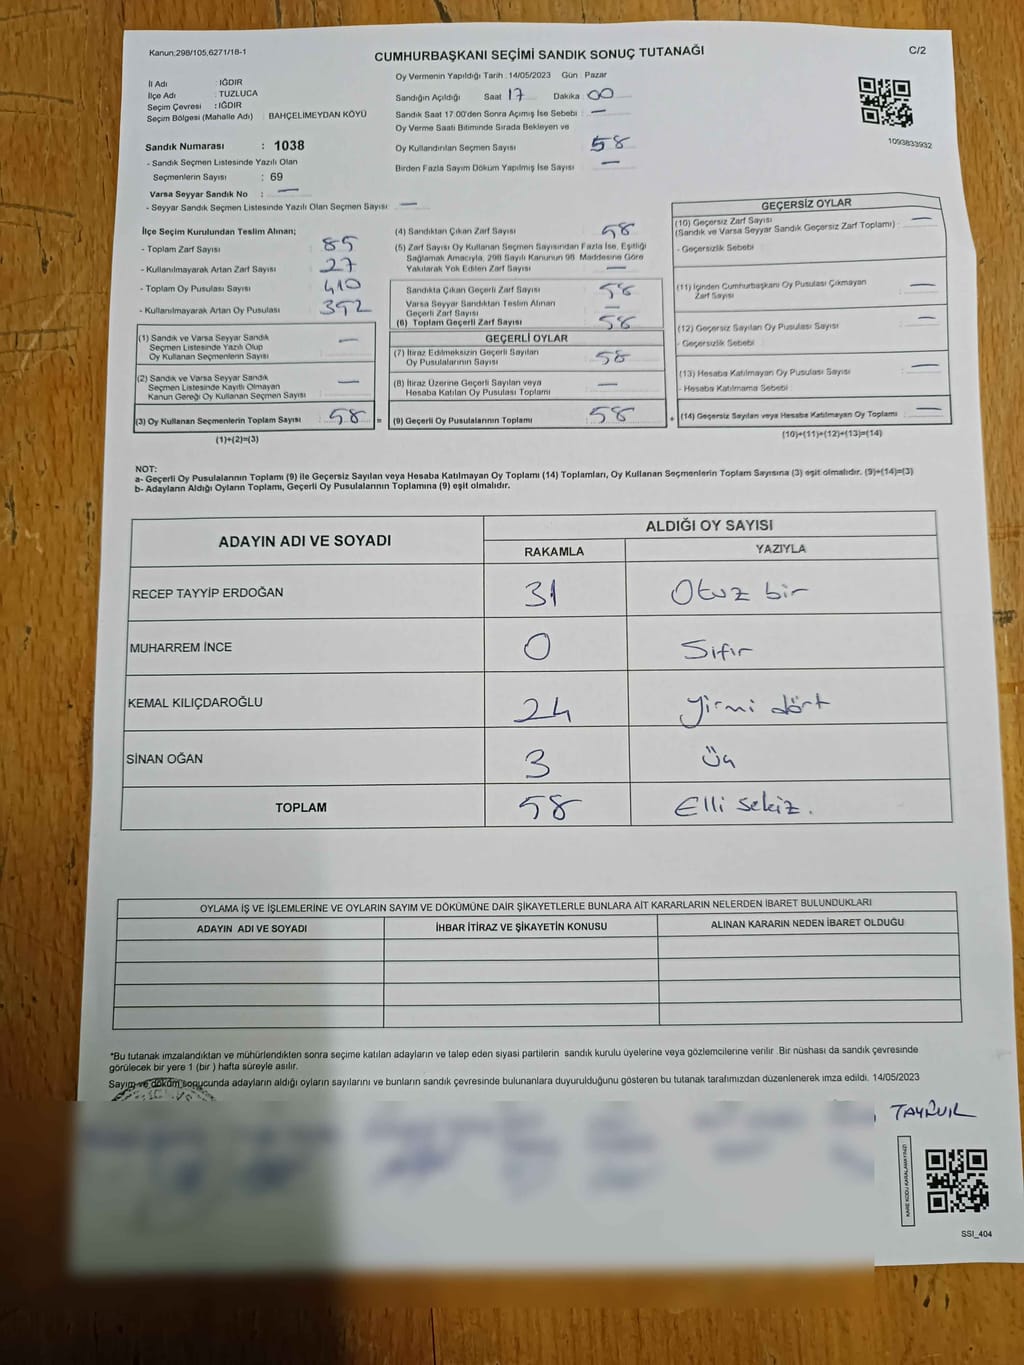 Kanun,298/105,6271/18-1
CUMHURBAŞKANI SEÇİMİ SANDIK SONUÇ TUTANAĞI
C/2
İl Adı : IĞDIR
İlçe Adı : TUZLUCA
Seçim Çevresi : IĞDIR
Seçim Bölgesi (Mahalle Adı) : BAHÇELİMEYDAN KÖYÜ
Sandık Numarası : 1038
- Sandık Seçmen Listesinde Yazılı Olan
Seçmenlerin Sayısı : 69
Varsa Seyyar Sandık No : —
- Seyyar Sandık Seçmen Listesinde Yazılı Olan Seçmen Sayısı : —
Oy Vermenin Yapıldığı Tarih : 14/05/2023 Gün : Pazar
Sandığın Açıldığı Saat 17 Dakika 00
Sandık Saat 17:00'den Sonra Açımış İse Sebebi : —
Oy Verme Saati Bitiminde Sırada Bekleyen ve
Oy Kullandırılan Seçmen Sayısı 58
Birden Fazla Sayım Döküm Yapılmış İse Sayısı —
1093833932
İlçe Seçim Kurulundan Teslim Alınan;
- Toplam Zarf Sayısı 85
- Kullanılmayarak Artan Zarf Sayısı : 27
- Toplam Oy Pusulası Sayısı : 410
- Kullanılmayarak Artan Oy Pusulası : 352
(1) Sandık ve Varsa Seyyar Sandık
Seçmen Listesinde Yazılı Olup
Oy Kullanan Seçmenlerin Sayısı —
(2) Sandık ve Varsa Seyyar Sandık
Seçmen Listesinde Kayıtlı Olmayan
Kanun Gereği Oy Kullanan Seçmen Sayısı —
(3) Oy Kullanan Seçmenlerin Toplam Sayısı : 58 =
(1)+(2)=(3)
(4) Sandıktan Çıkan Zarf Sayısı 58
(5) Zarf Sayısı Oy Kullanan Seçmen Sayısından Fazla İse, Eşitliği
Sağlamak Amacıyla, 298 Sayılı Kanunun 98. Maddesine Göre
Yakılarak Yok Edilen Zarf Sayısı —
Sandıkta Çıkan Geçerli Zarf Sayısı 58
Varsa Seyyar Sandıktan Teslim Alınan
Geçerli Zarf Sayısı —
(6) Toplam Geçerli Zarf Sayısı 58
GEÇERLİ OYLAR
(7) İtiraz Edilmeksizin Geçerli Sayılan
Oy Pusulalarının Sayısı 58
(8) İtiraz Üzerine Geçerli Sayılan veya
Hesaba Katılan Oy Pusulası Toplamı —
(9) Geçerli Oy Pusulalarının Toplamı 58 +
GEÇERSİZ OYLAR
(10) Geçersiz Zarf Sayısı
(Sandık ve Varsa Seyyar Sandık Geçersiz Zarf Toplamı) : —
- Geçersizlik Sebebi
(11) İçinden Cumhurbaşkanı Oy Pusulası Çıkmayan
Zarf Sayısı —
(12) Geçersiz Sayılan Oy Pusulası Sayısı —
- Geçersizlik Sebebi
(13) Hesaba Katılmayan Oy Pusulası Sayısı —
- Hesaba Katılmama Sebebi :
(14) Geçersiz Sayılan veya Hesaba Katılmayan Oy Toplamı —
(10)+(11)+(12)+(13)=(14)
NOT:
a- Geçerli Oy Pusulalarının Toplamı (9) ile Geçersiz Sayılan veya Hesaba Katılmayan Oy Toplamı (14) Toplamları, Oy Kullanan Seçmenlerin Toplam Sayısına (3) eşit olmalıdır. (9)+(14)=(3)
b- Adayların Aldığı Oyların Toplamı, Geçerli Oy Pusulalarının Toplamına (9) eşit olmalıdır.
ADAYIN ADI VE SOYADI
ALDIĞI OY SAYISI
RAKAMLA YAZIYLA
RECEP TAYYİP ERDOĞAN 31 Otuz bir
MUHARREM İNCE 0 Sıfır
KEMAL KILIÇDAROĞLU 24 Yirmi dört
SİNAN OĞAN 3 Üç
TOPLAM 58 Elli Sekiz.
OYLAMA İŞ VE İŞLEMLERİNE VE OYLARIN SAYIM VE DÖKÜMÜNE DAİR ŞİKAYETLERLE BUNLARA AİT KARARLARIN NELERDEN İBARET BULUNDUKLARI
ADAYIN ADI VE SOYADI İHBAR İTİRAZ VE ŞİKAYETİN KONUSU ALINAN KARARIN NEDEN İBARET OLDUĞU
*Bu tutanak imzalandıktan ve mühürlendikten sonra seçime katılan adayların ve talep eden siyasi partilerin sandık kurulu üyelerine veya gözlemcilerine verilir .Bir nüshası da sandık çevresinde
görülecek bir yere 1 (bir ) hafta süreyle asılır.
Sayım ve döküm sonucunda adayların aldığı oyların sayılarını ve bunların sandık çevresinde bulunanlara duyurulduğunu gösteren bu tutanak tarafımızdan düzenlenerek imza edildi. 14/05/2023
KARE KODU KARALAMAYINIZ!
SSI_404